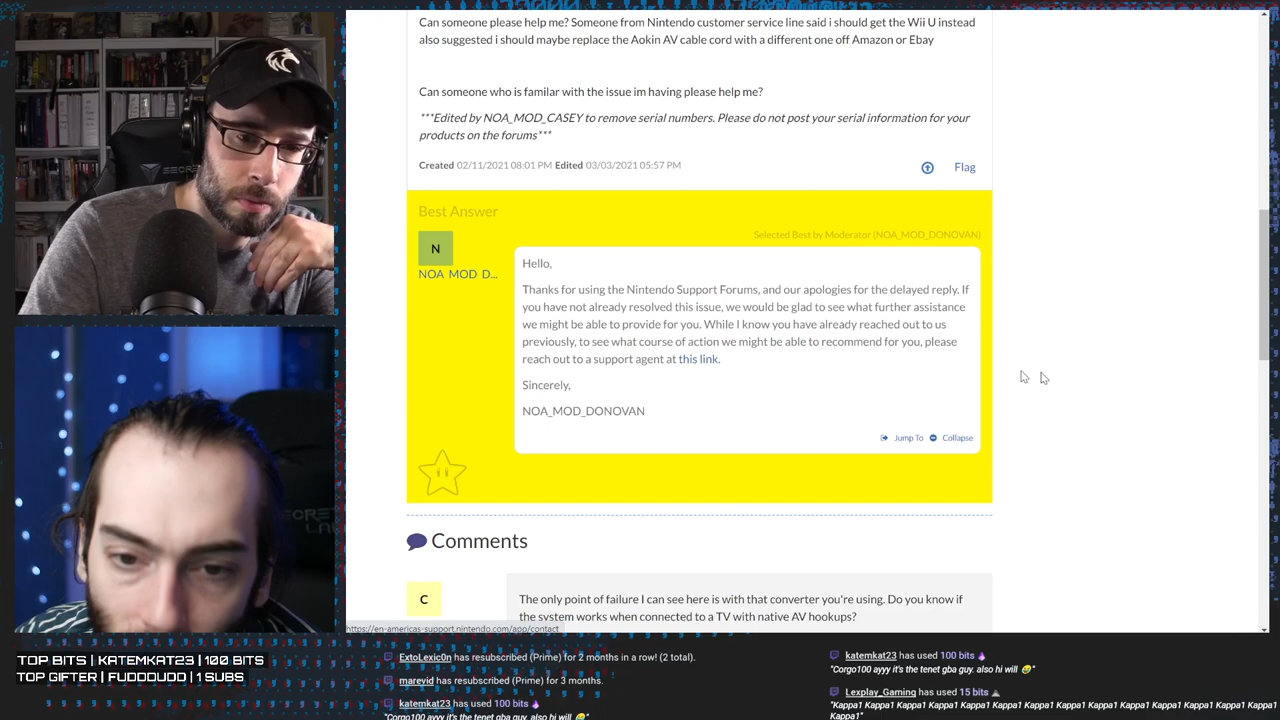 Can someone please help me? Someone from Nintendo customer service line said i should get the Wii U instead
also suggested i should maybe replace the Aokin AV cable cord with a different one off Amazon or Ebay
Can someone who is familar with the issue im having please help me?
***Edited by NOA_MOD_CASEY to remove serial numbers. Please do not post your serial information for your
products on the forums***
Created 02/11/2021 08:01 PM Edited 03/03/2021 05:57 PM
Flag
Best Answer
Selected Best by Moderator (NOA_MOD_DONOVAN)
N
NOA MOD D...
Hello,
Thanks for using the Nintendo Support Forums, and our apologies for the delayed reply. If
you have not already resolved this issue, we would be glad to see what further assistance
we might be able to provide for you. While I know you have already reached out to us
previously, to see what course of action we might be able to recommend for you, please
reach out to a support agent at this link.
Sincerely,
NOA_MOD_DONOVAN
Jump To Collapse
Comments
C
The only point of failure I can see here is with that converter you're using. Do you know if
the system works when connected to a TV with native AV hookups?
https://en-americas-support.nintendo.com/app/contact
TOP BITS | KATEMKAT23 | 100 BITS
TOP GIFTER | FUDDOUDO | 1 SUBS
ExtoLexic0n has resubscribed (Prime) for 2 months in a row! (2 total).
marevid has resubscribed (Prime) for 3 months.
katemkat23 has used 100 bits
"Corgo100 ayyy it's the tenet gba guy. also hi will 🤣"
katemkat23 has used 100 bits
"Corgo100 ayyy it's the tenet gba guy. also hi will 🤣"
Lexplay_Gaming has used 15 bits
"Kappa1 Kappa1 Kappa1 Kappa1 Kappa1 Kappa1 Kappa1 Kappa1 Kappa1 Kappa1 Kappa1
Kappa1"